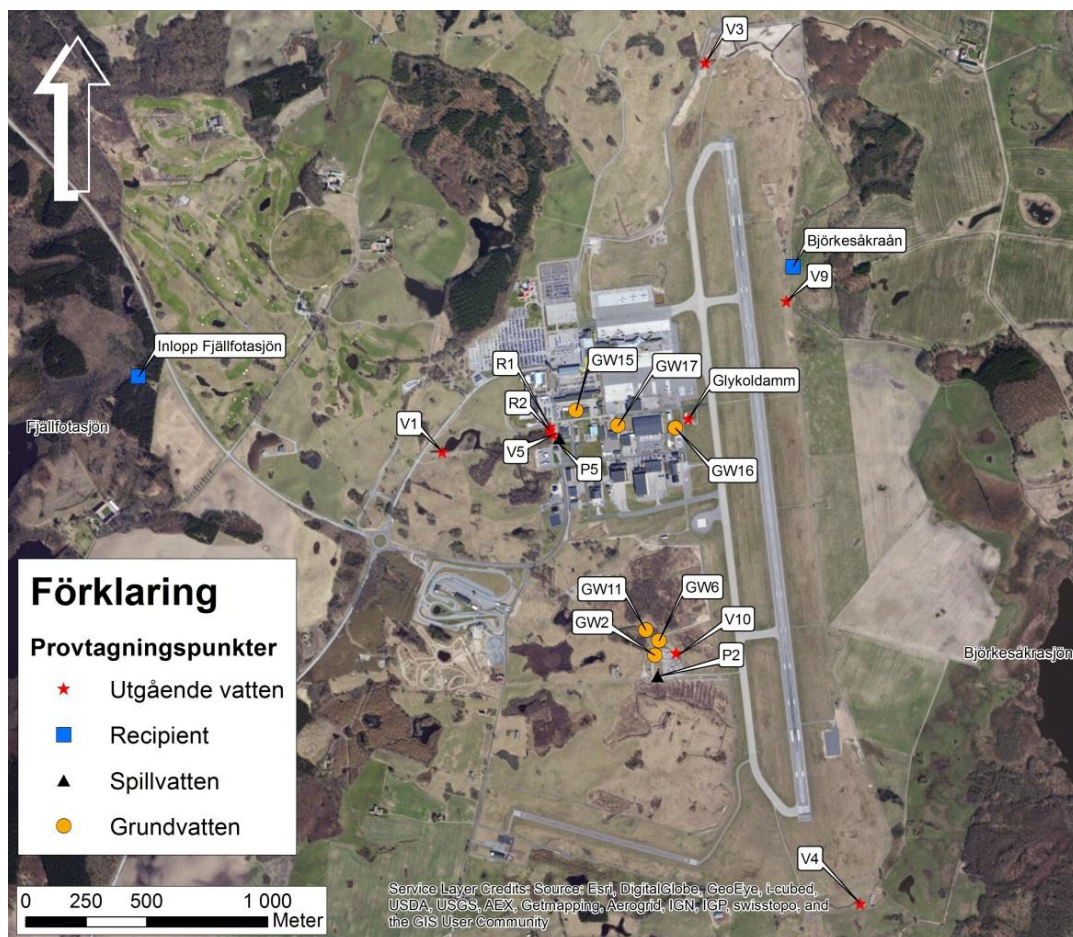 V3
Björkesåkraån
V9
Inlopp Fjällfotasjön
R1
GW15
GW17
Glykoldamm
R2
V1
Fjällfotasjön
V5
P5
GW16
GW11
GW6
GW2
V10
P2
Björkesåkrasjön
V4
Förklaring
Provtagningspunkter
Utgående vatten
Recipient
Spillvatten
Grundvatten
0 250 500 1 000
Meter
Service Layer Credits: Source: Esri, DigitalGlobe, GeoEye, i-cubed,
USDA, USGS, AEX, Getmapping, Aerogrid, IGN, IGP, swisstopo, and
the GIS User Community